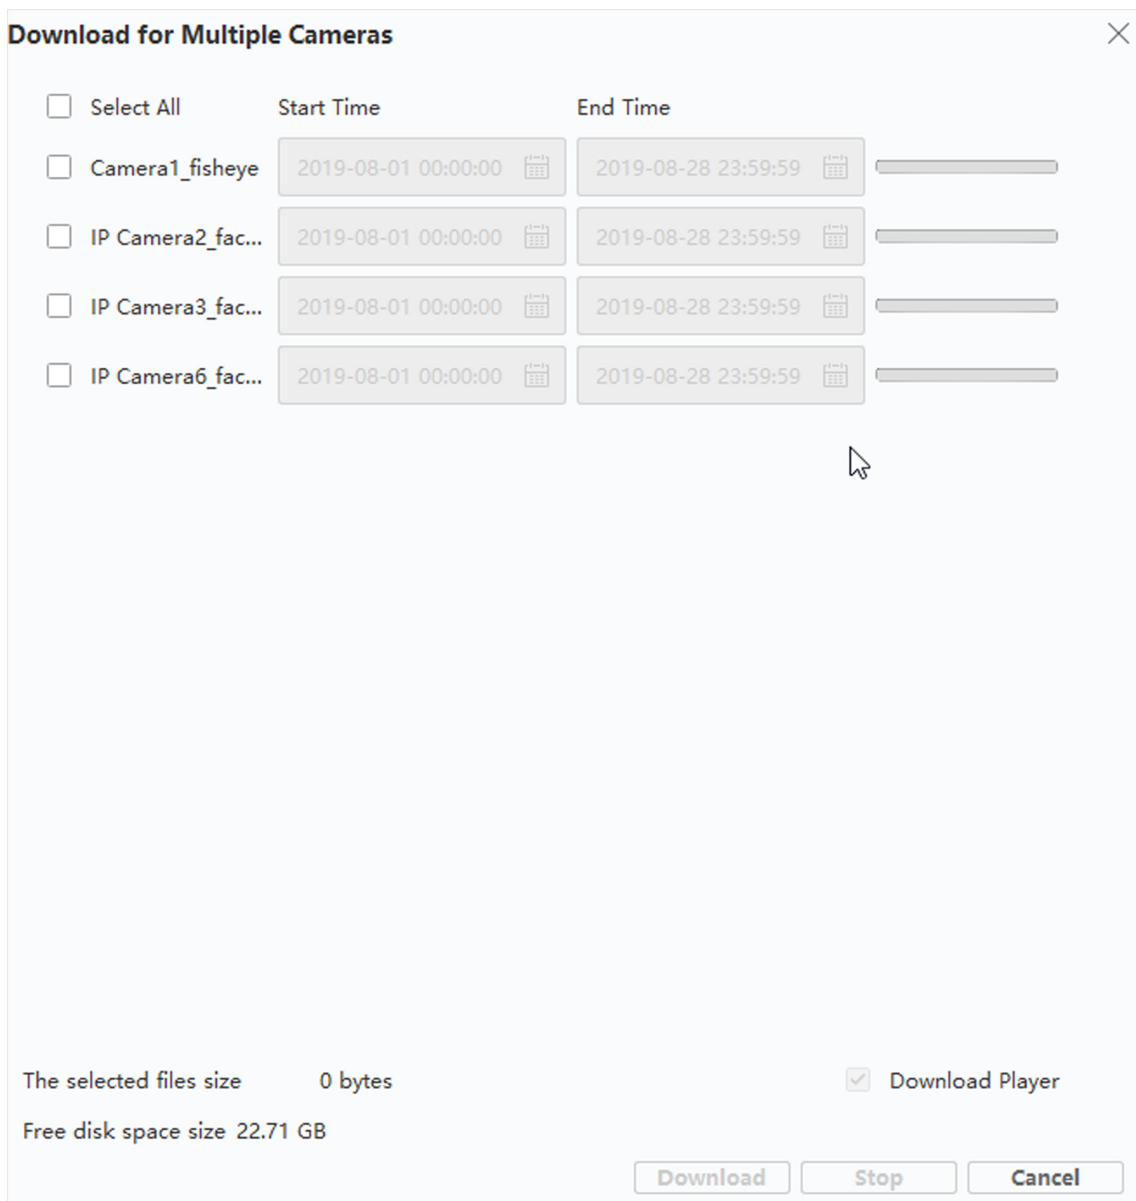 Download for Multiple Cameras
Select All Start Time End Time
Camera1_fisheye 2019-08-01 00:00:00 2019-08-28 23:59:59
IP Camera2_fac... 2019-08-01 00:00:00 2019-08-28 23:59:59
IP Camera3_fac... 2019-08-01 00:00:00 2019-08-28 23:59:59
IP Camera6_fac... 2019-08-01 00:00:00 2019-08-28 23:59:59
The selected files size 0 bytes Download Player
Free disk space size 22.71 GB
Download Stop Cancel